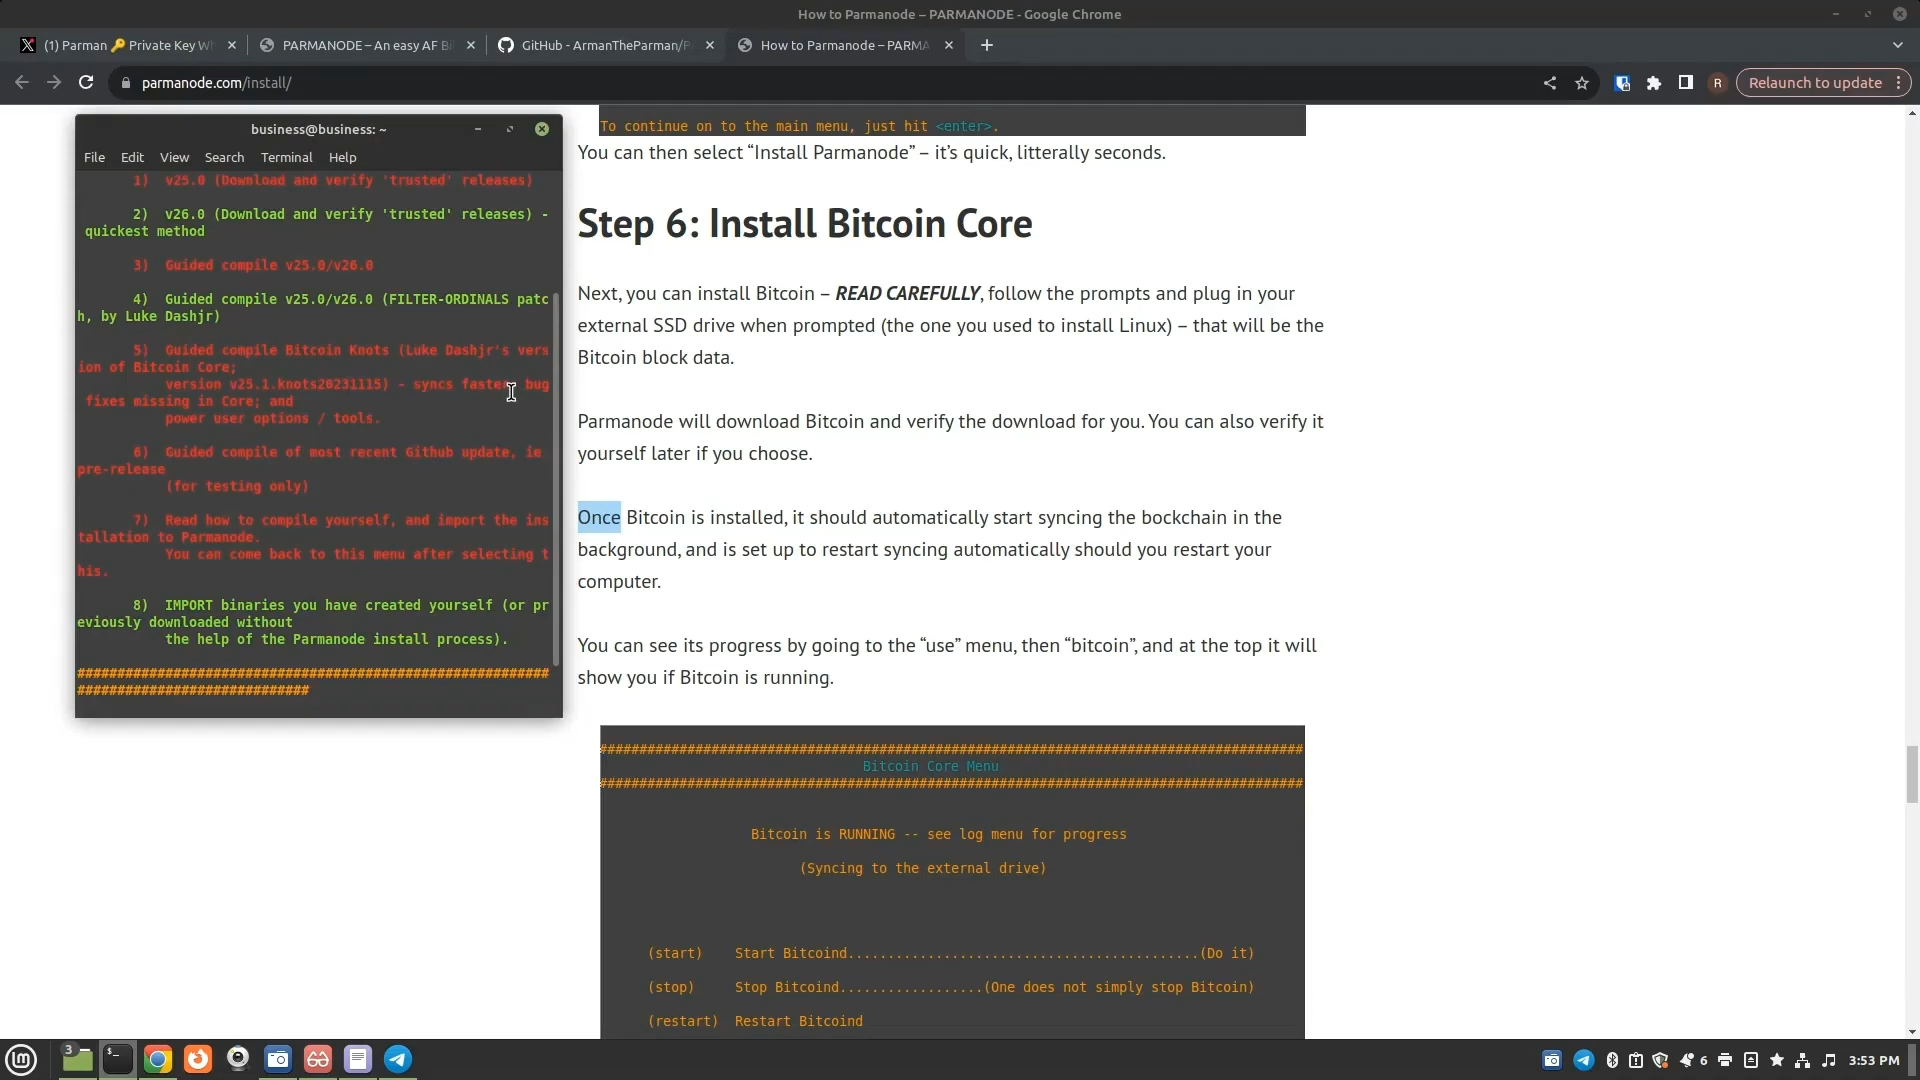 How to Parmanode – PARMANODE - Google Chrome
(1) Parman 🔑 Private Key Wh
PARMANODE – An easy AF Bi
GitHub - ArmanTheParman/P
How to Parmanode – PARMA
parmanode.com/install/
R
Relaunch to update
business@business: ~
File Edit View Search Terminal Help
1) v25.0 (Download and verify 'trusted' releases)
2) v26.0 (Download and verify 'trusted' releases) -
quickest method
3) Guided compile v25.0/v26.0
4) Guided compile v25.0/v26.0 (FILTER-ORDINALS patc
h, by Luke Dashjr)
5) Guided compile Bitcoin Knots (Luke Dashjr's vers
ion of Bitcoin Core;
version v25.1.knots20231115) - syncs faster, bug
fixes missing in Core; and
power user options / tools.
6) Guided compile of most recent Github update, ie
pre-release
(for testing only)
7) Read how to compile yourself, and import the ins
tallation to Parmanode.
You can come back to this menu after selecting t
his.
8) IMPORT binaries you have created yourself (or pr
eviously downloaded without
the help of the Parmanode install process).
###########################################################
#############################
To continue on to the main menu, just hit <enter>.
You can then select “Install Parmanode” – it’s quick, litterally seconds.
Step 6: Install Bitcoin Core
Next, you can install Bitcoin – READ CAREFULLY, follow the prompts and plug in your
external SSD drive when prompted (the one you used to install Linux) – that will be the
Bitcoin block data.
Parmanode will download Bitcoin and verify the download for you. You can also verify it
yourself later if you choose.
Once Bitcoin is installed, it should automatically start syncing the bockchain in the
background, and is set up to restart syncing automatically should you restart your
computer.
You can see its progress by going to the “use” menu, then “bitcoin”, and at the top it will
show you if Bitcoin is running.
########################################################################################
Bitcoin Core Menu
########################################################################################
Bitcoin is RUNNING -- see log menu for progress
(Syncing to the external drive)
(start) Start Bitcoind............................................(Do it)
(stop) Stop Bitcoind..................(One does not simply stop Bitcoin)
(restart) Restart Bitcoind
3
6
3:53 PM